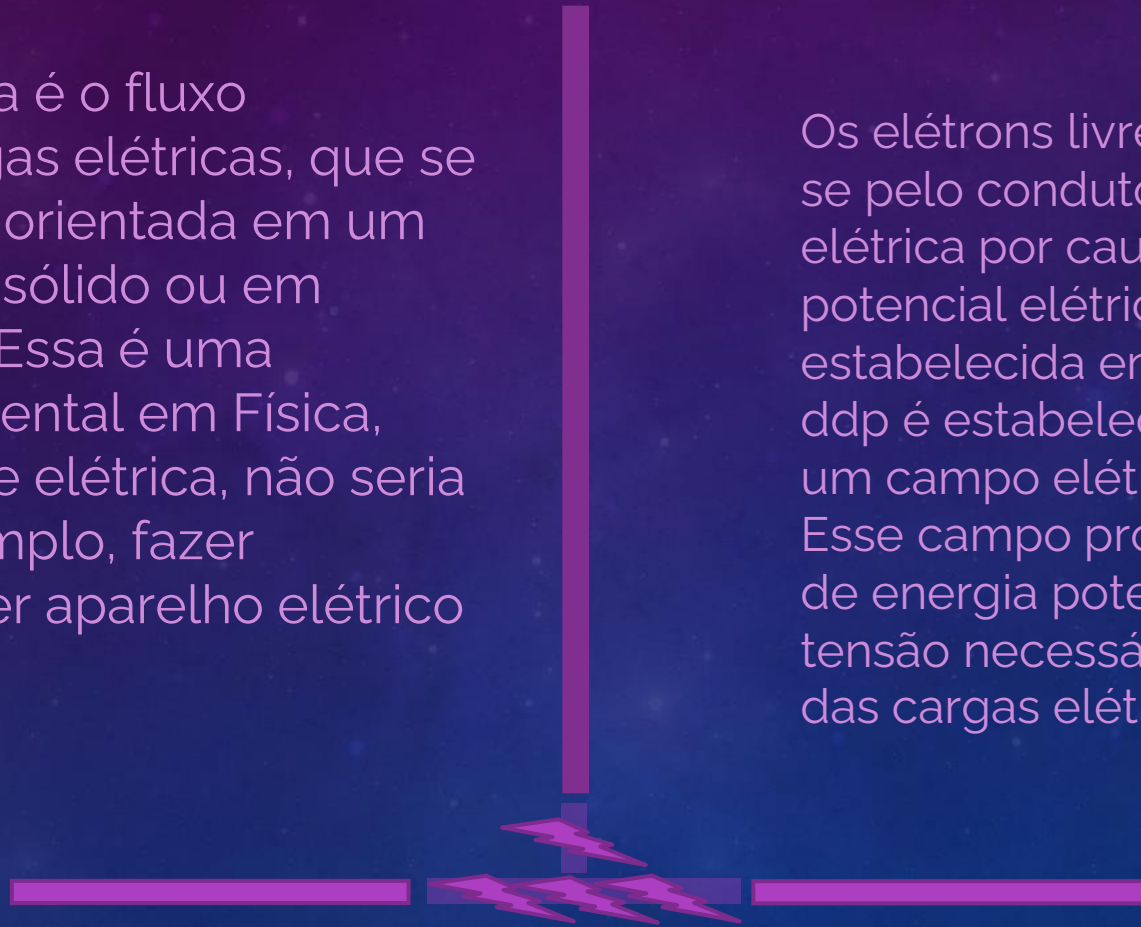 a é o fluxo
gas elétricas, que se
orientada em um
sólido ou em
Essa é uma
ental em Física,
e elétrica, não seria
mplo, fazer
er aparelho elétrico
Os elétrons livre
se pelo conduto
elétrica por cau
potencial elétric
estabelecida en
ddp é estabelec
um campo elét
Esse campo pro
de energia pote
tensão necessá
das cargas elét